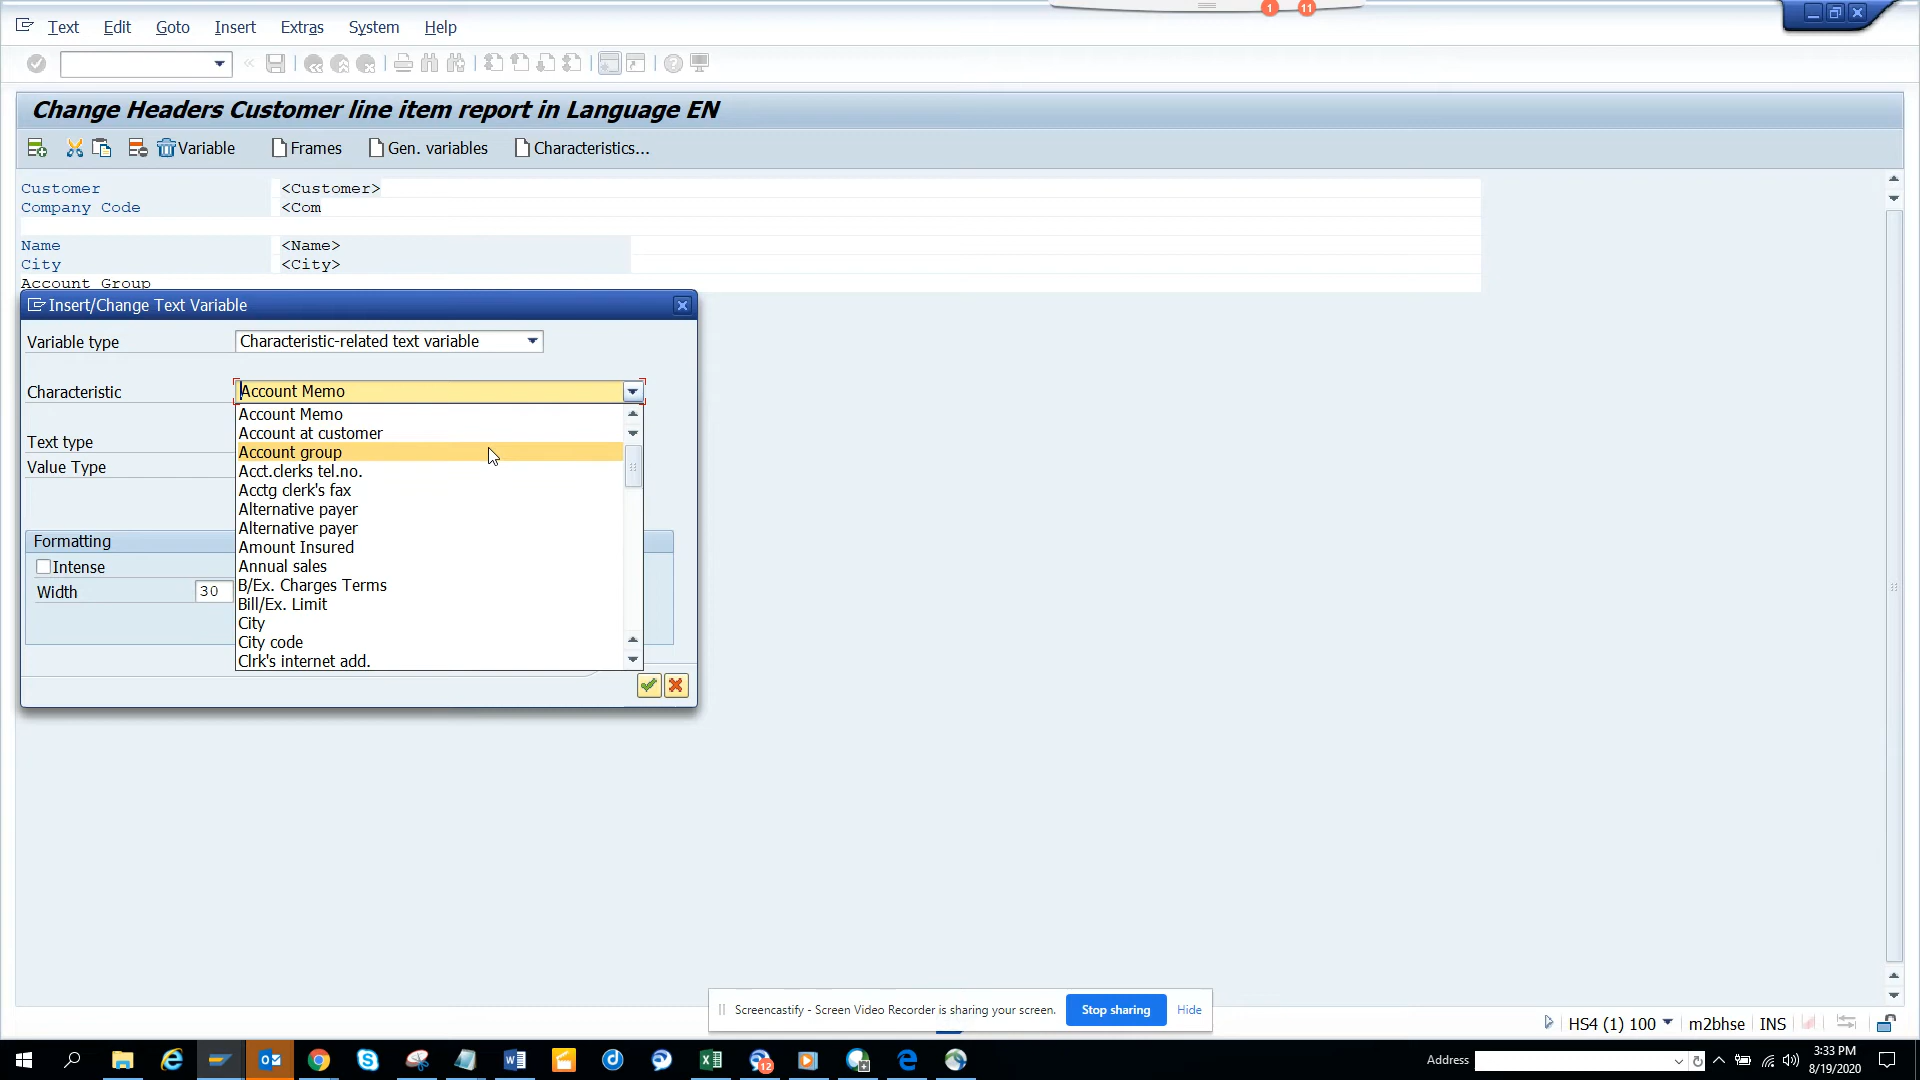 1 11
Text Edit Goto Insert Extras System Help
Change Headers Customer line item report in Language EN
Variable Frames Gen. variables Characteristics...
Customer <Customer>
Company Code <Com
Name <Name>
City <City>
Account Group
Insert/Change Text Variable
Variable type Characteristic-related text variable
Characteristic Account Memo
Account Memo
Account at customer
Text type
Account group
Value Type
Acct.clerks tel.no.
Acctg clerk's fax
Alternative payer
Alternative payer
Formatting
Amount Insured
Intense
Annual sales
Width 30
B/Ex. Charges Terms
Bill/Ex. Limit
City
City code
Clrk's internet add.
Screencastify - Screen Video Recorder is sharing your screen. Stop sharing Hide
HS4 (1) 100 m2bhse INS
12
Address
3:33 PM
8/19/2020